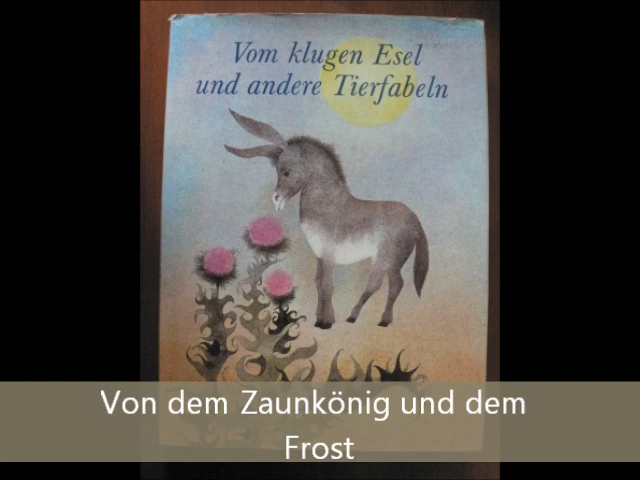 Vom klugen Esel
und andere Tierfabeln
Von dem Zaunkönig und dem
Frost